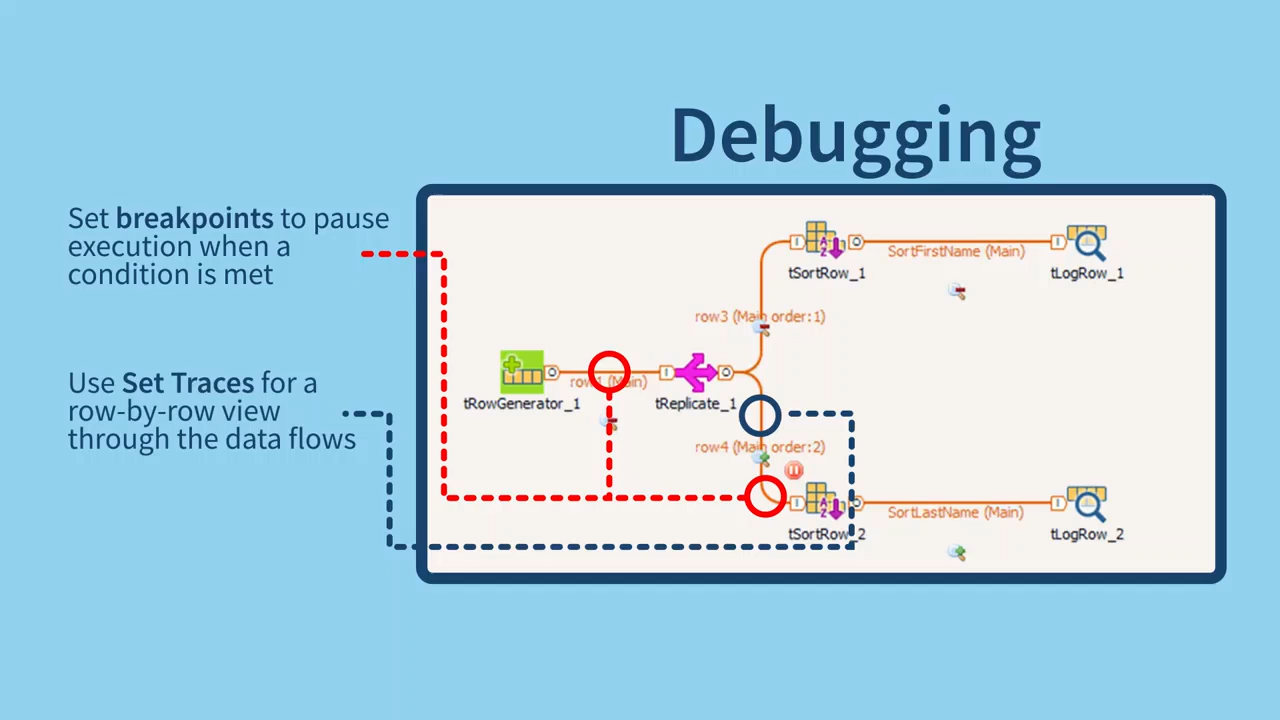 Debugging
Set breakpoints to pause
execution when a
condition is met
Use Set Traces for a
row-by-row view
through the data flows
tSortRow_1
SortFirstName (Main)
tLogRow_1
row3 (Main order:1)
tRowGenerator_1
row1 (Main)
tReplicate_1
row4 (Main order:2)
tSortRow_2
SortLastName (Main)
tLogRow_2